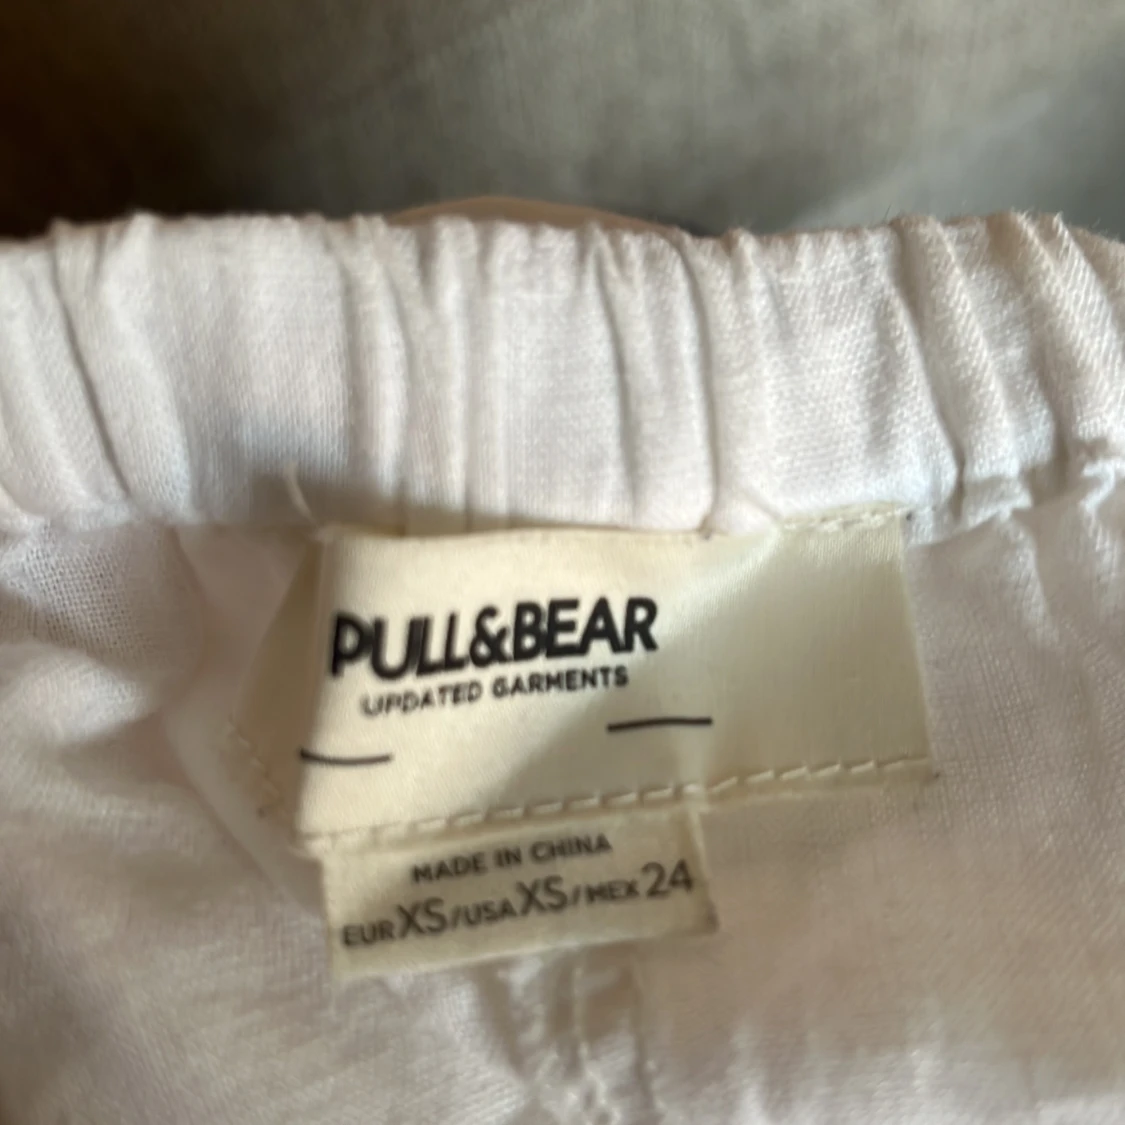 PULL&BEAR
UPDATED GARMENTS
MADE IN CHINA
EUR XS/USA XS/MEX 24